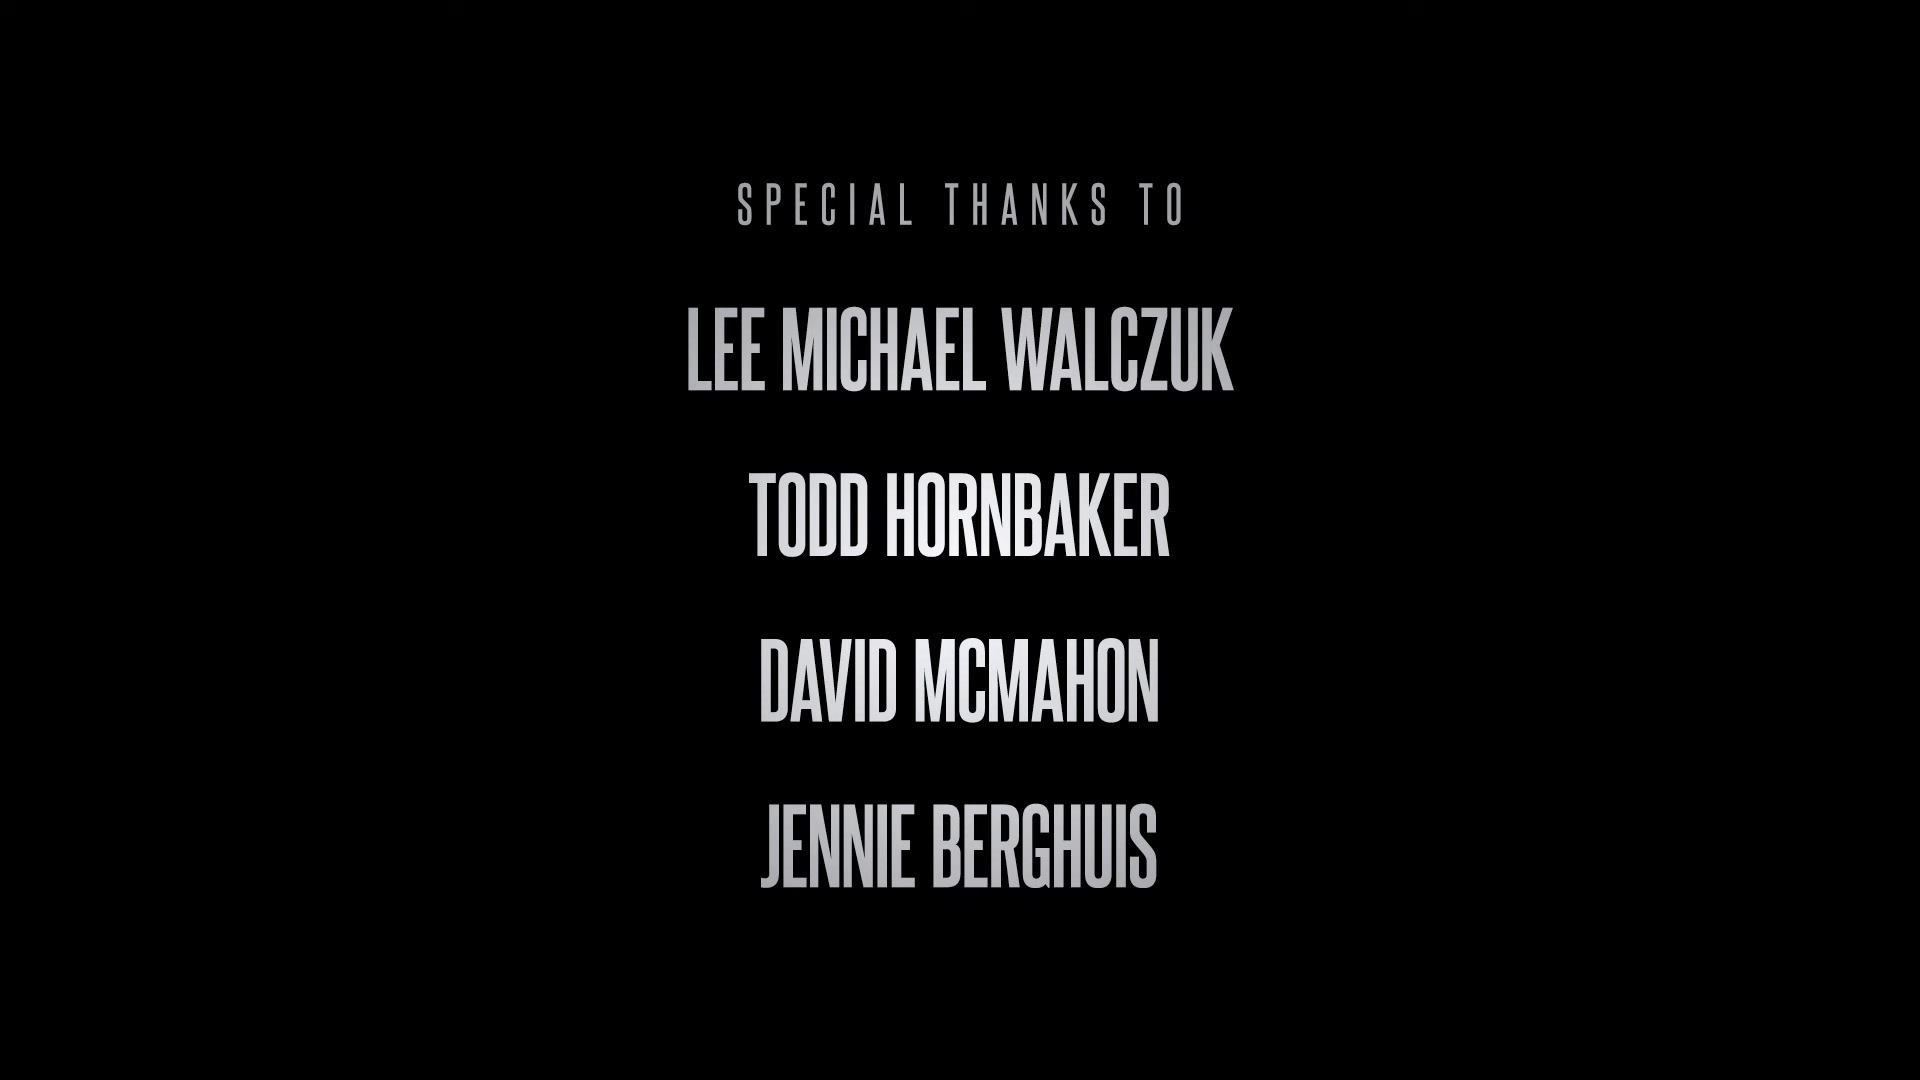 SPECIAL THANKS TO
LEE MICHAEL WALCZUK
TODD HORNBAKER
DAVID MCMAHON
JENNIE BERGHUIS